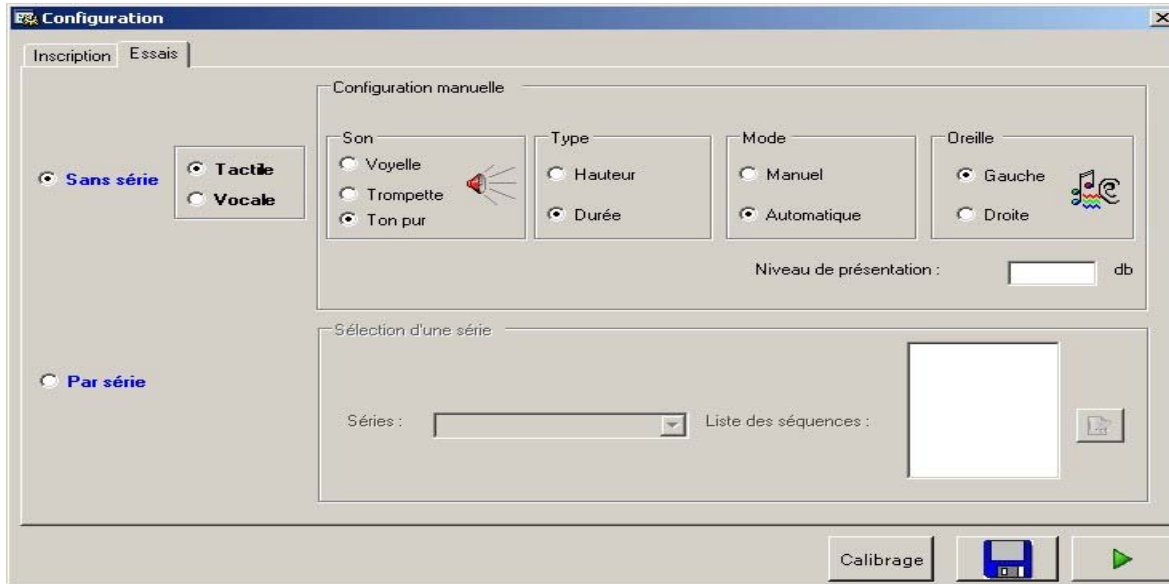 Configuration
Inscription Essais
Configuration manuelle
Sans série
Tactile
Vocale
Son
Voyelle
Trompette
Ton pur
Type
Hauteur
Durée
Mode
Manuel
Automatique
Oreille
Gauche
Droite
Niveau de présentation : db
Par série
Sélection d'une série
Séries :
Liste des séquences :
Calibrage